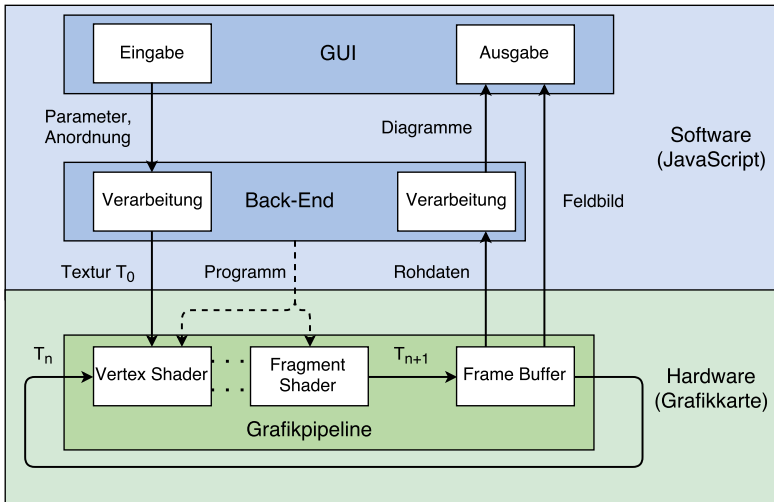 Eingabe
GUI
Ausgabe
Parameter,
Anordnung
Diagramme
Software
(JavaScript)
Verarbeitung
Back-End
Verarbeitung
Feldbild
Textur T0
Programm
Rohdaten
Tn
Vertex Shader
Fragment
Shader
Tn+1
Frame Buffer
Hardware
(Grafikkarte)
Grafikpipeline